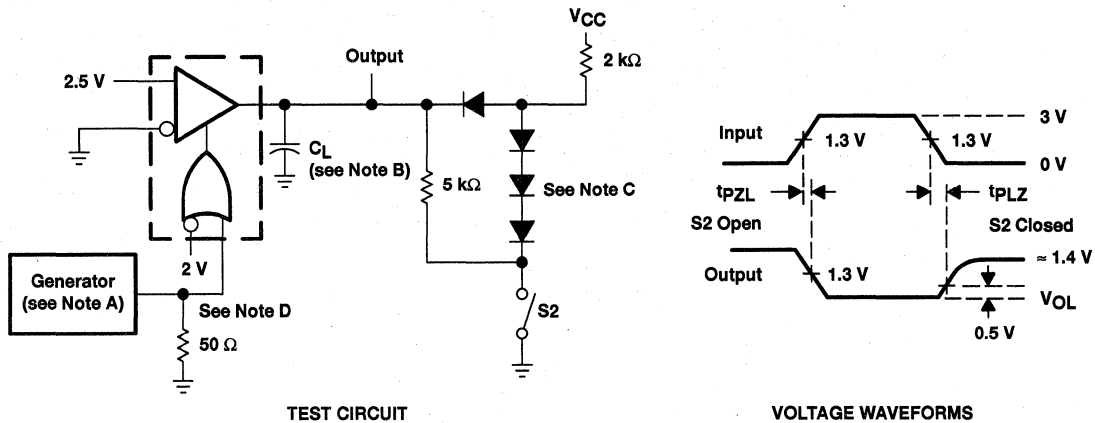 VCC
2 kΩ
Output
2.5 V
CL
(see Note B)
5 kΩ
See Note C
2 V
Generator
(see Note A)
See Note D
50 Ω
S2
TEST CIRCUIT
Input
3 V
1.3 V
1.3 V
0 V
tPZL
tPLZ
S2 Open
S2 Closed
Output
1.3 V
≈ 1.4 V
VOL
0.5 V
VOLTAGE WAVEFORMS